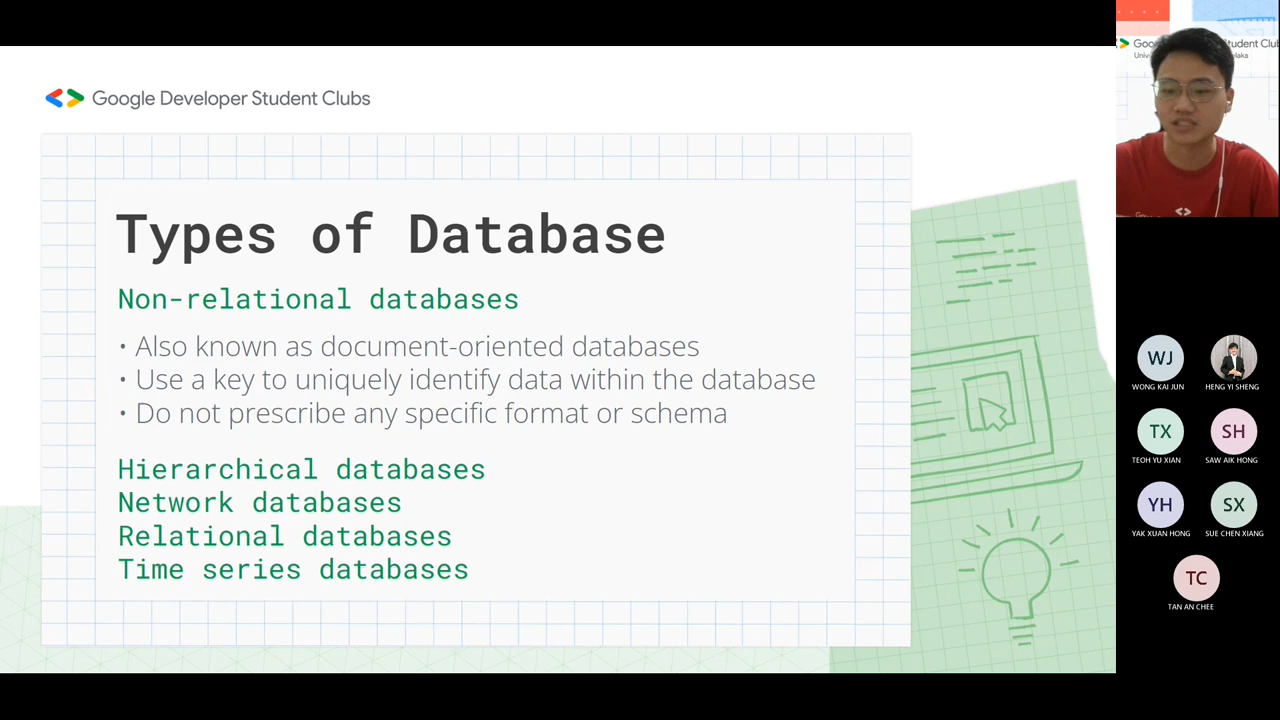 Google Developer Student Clubs
Types of Database
Non-relational databases
• Also known as document-oriented databases
• Use a key to uniquely identify data within the database
• Do not prescribe any specific format or schema
Hierarchical databases
Network databases
Relational databases
Time series databases
Student Clu
WJ
WONG KAI JUN
HENG YI SHENG
TX
TEOH YU XIAN
SH
SAW AIK HONG
YH
YAK XUAN HONG
SX
SUE CHEN XIANG
TC
TAN AN CHEE